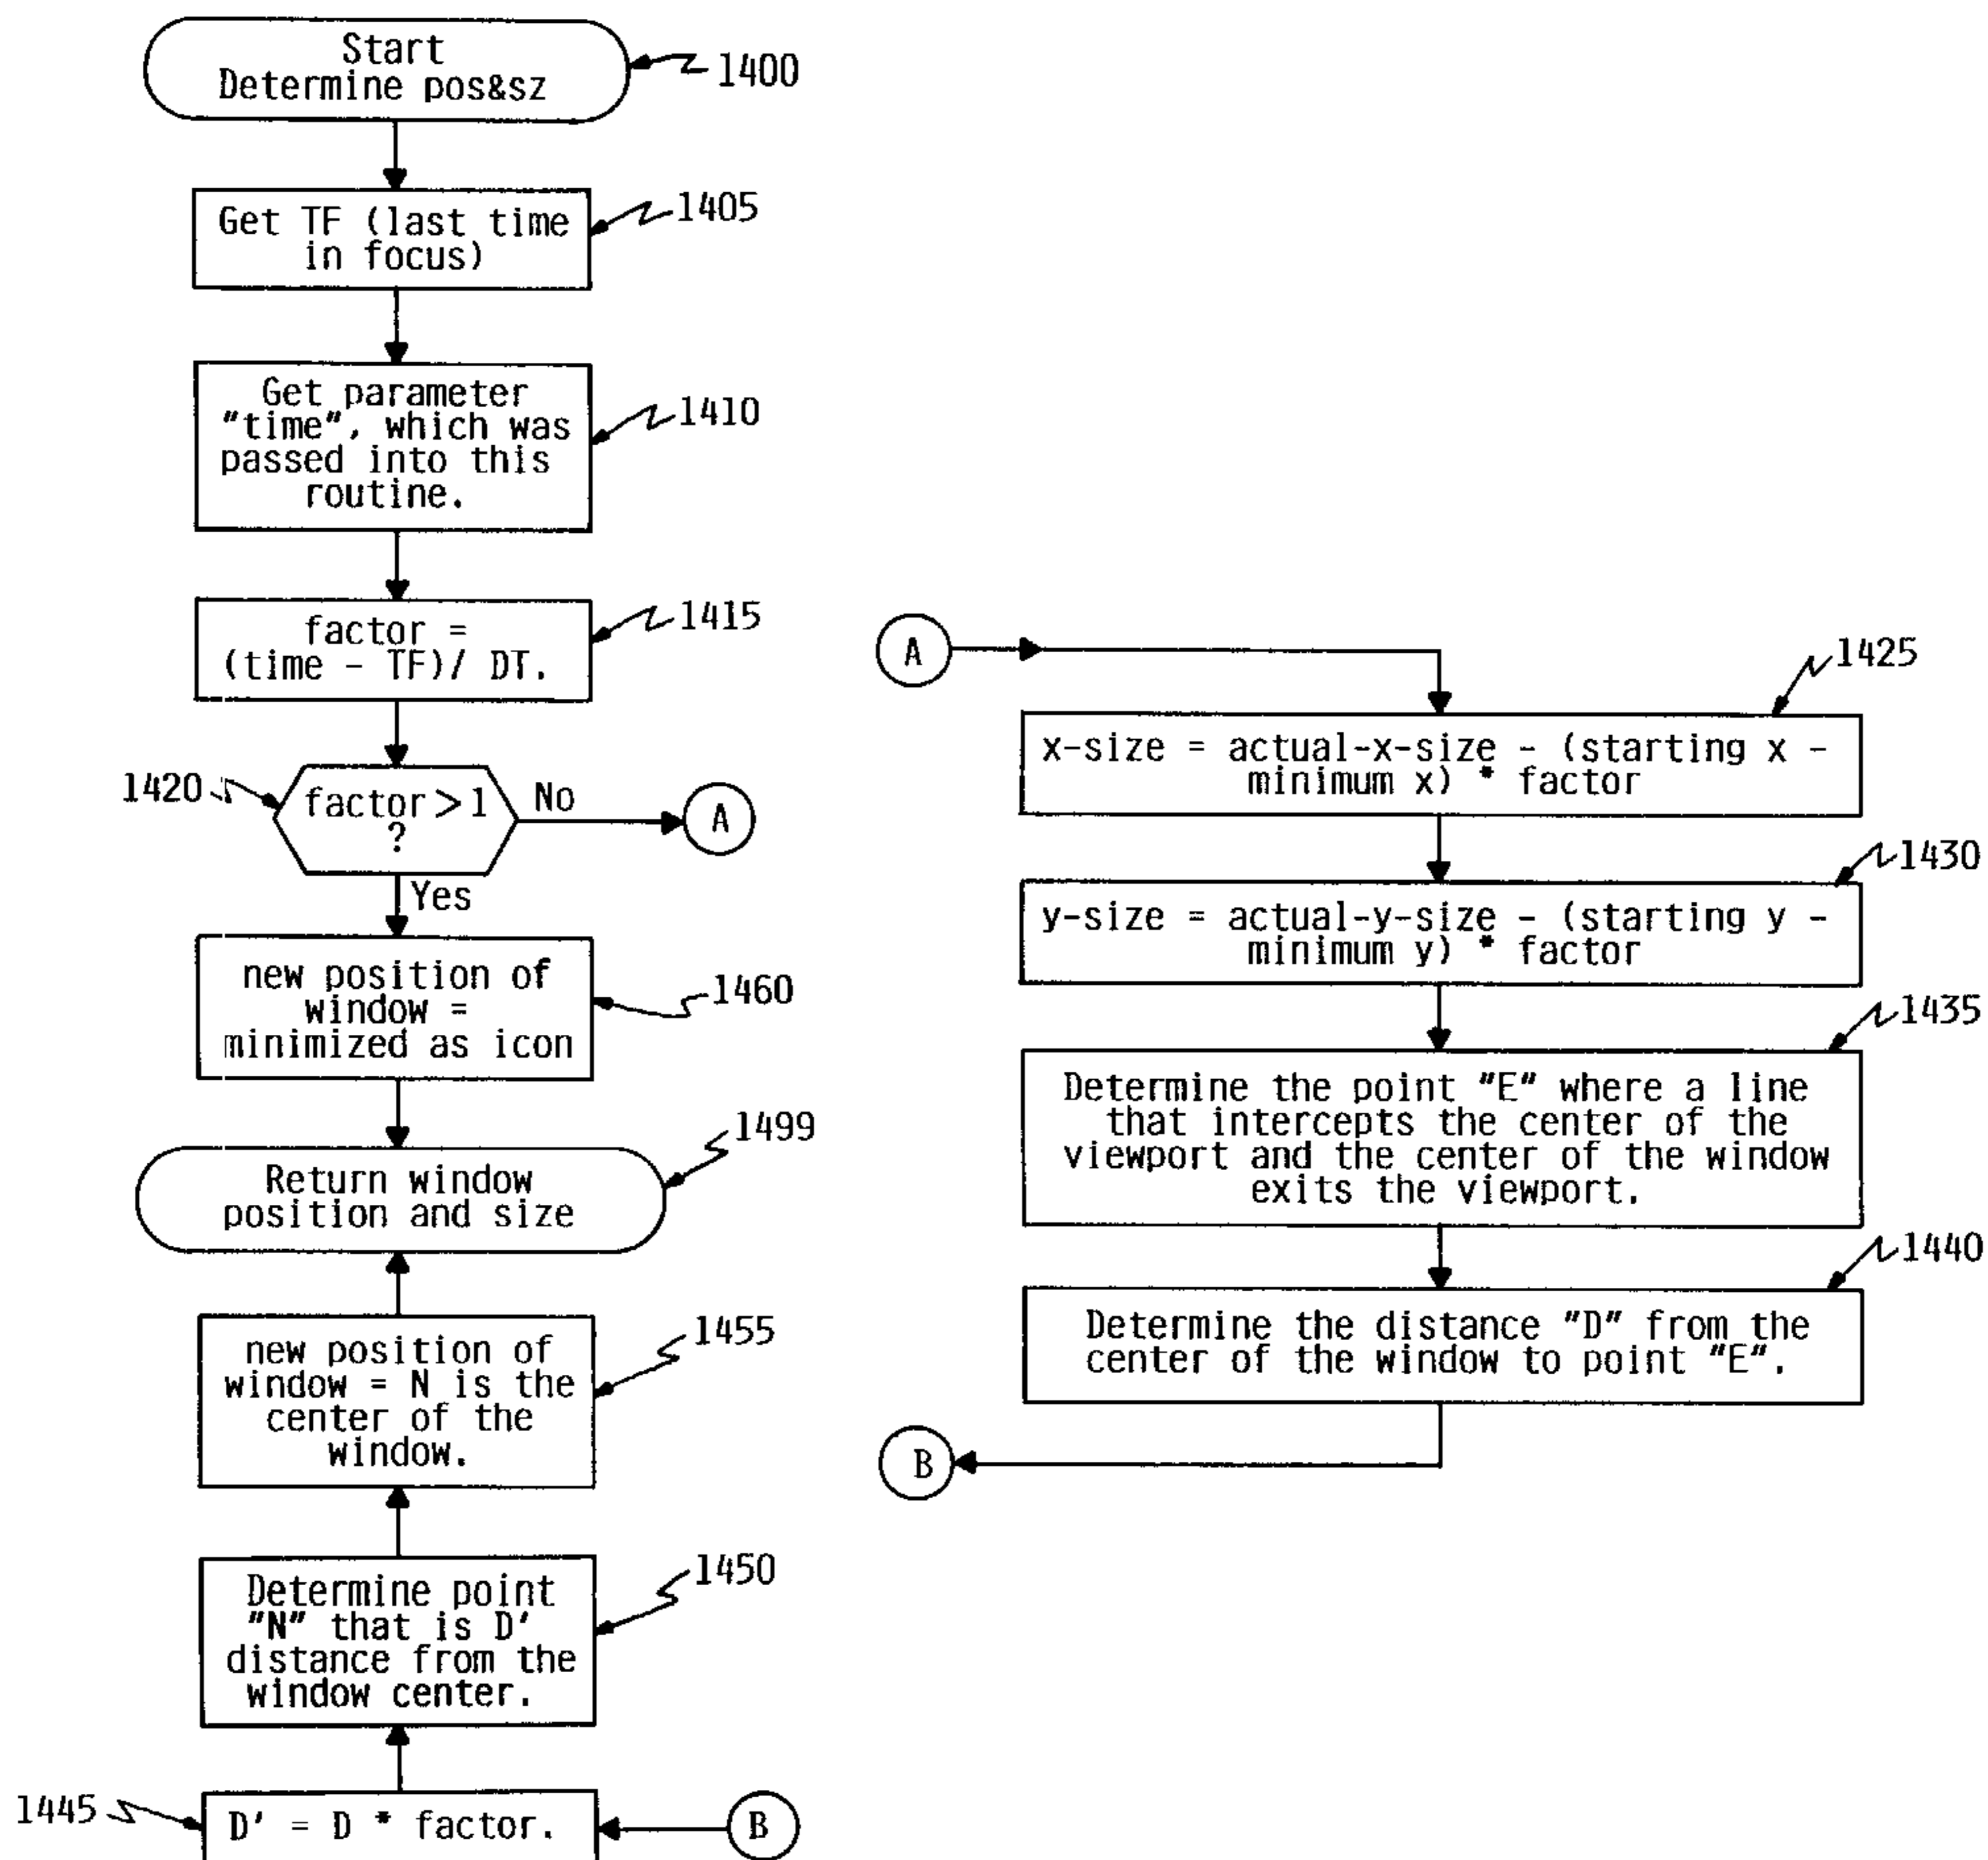 Start
Determine pos&sz
1400
Get TF (last time
in focus)
1405
Get parameter
"time", which was
passed into this
routine.
1410
factor =
(time - TF)/ DT.
1415
1420
factor > 1
?
No
A
Yes
new position of
window =
minimized as icon
1460
Return window
position and size
1499
new position of
window = N is the
center of the
window.
1455
Determine point
"N" that is D'
distance from the
window center.
1450
1445
D' = D * factor.
B
A
1425
x-size = actual-x-size - (starting x -
minimum x) * factor
1430
y-size = actual-y-size - (starting y -
minimum y) * factor
1435
Determine the point "E" where a line
that intercepts the center of the
viewport and the center of the window
exits the viewport.
1440
Determine the distance "D" from the
center of the window to point "E".
B